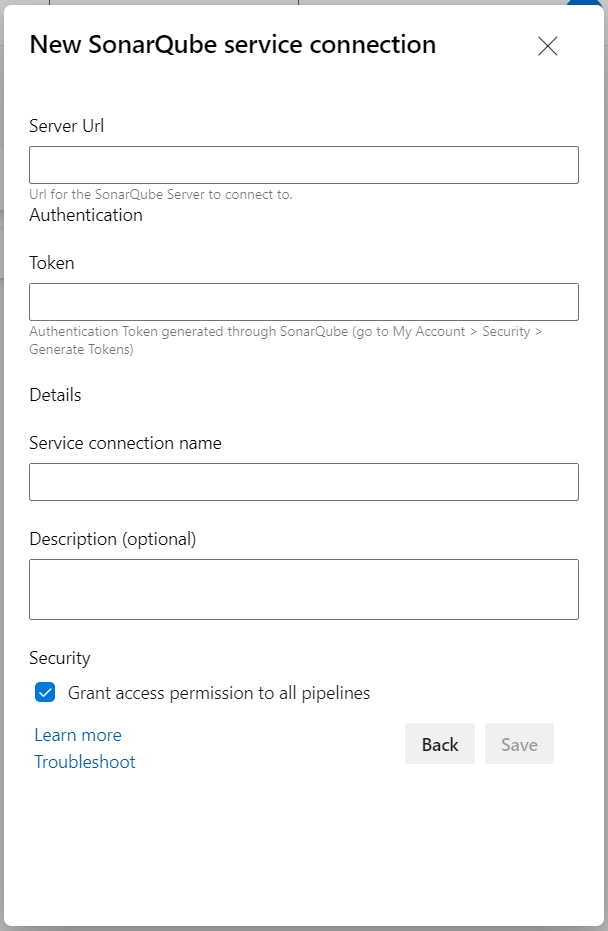 New SonarQube service connection
Server Url
Url for the SonarQube Server to connect to.
Authentication
Token
Authentication Token generated through SonarQube (go to My Account > Security >
Generate Tokens)
Details
Service connection name
Description (optional)
Security
Grant access permission to all pipelines
Learn more
Back Save
Troubleshoot